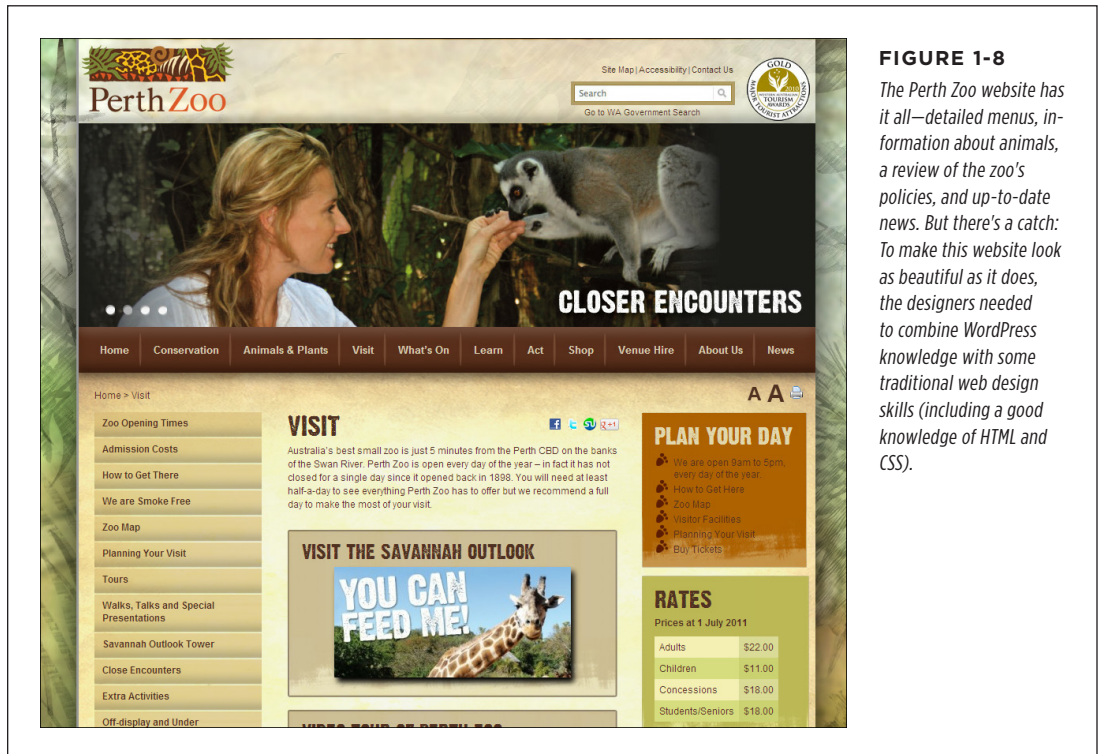 Perth Zoo
Site Map | Accessibility | Contact Us
Search
Go to WA Government Search
GOLD
2010
WESTERN AUSTRALIAN
TOURISM
AWARDS
MAJOR TOURIST ATTRACTIONS
CLOSER ENCOUNTERS
Home
Conservation
Animals & Plants
Visit
What's On
Learn
Act
Shop
Venue Hire
About Us
News
Home > Visit
A A
Zoo Opening Times
Admission Costs
How to Get There
We are Smoke Free
Zoo Map
Planning Your Visit
Tours
Walks, Talks and Special
Presentations
Savannah Outlook Tower
Close Encounters
Extra Activities
Off-display and Under
VISIT
+1
Australia's best small zoo is just 5 minutes from the Perth CBD on the banks
of the Swan River. Perth Zoo is open every day of the year – in fact it has not
closed for a single day since it opened back in 1898. You will need at least
half-a-day to see everything Perth Zoo has to offer but we recommend a full
day to make the most of your visit.
VISIT THE SAVANNAH OUTLOOK
YOU CAN
FEED ME!
VIDEO TOUR OF PERTH ZOO
PLAN YOUR DAY
We are open 9am to 5pm,
every day of the year.
How to Get Here
Zoo Map
Visitor Facilities
Planning Your Visit
Buy Tickets
RATES
Prices at 1 July 2011
Adults $22.00
Children $11.00
Concessions $18.00
Students/Seniors $18.00
FIGURE 1-8
The Perth Zoo website has
it all—detailed menus, in-
formation about animals,
a review of the zoo's
policies, and up-to-date
news. But there's a catch:
To make this website look
as beautiful as it does,
the designers needed
to combine WordPress
knowledge with some
traditional web design
skills (including a good
knowledge of HTML and
CSS).